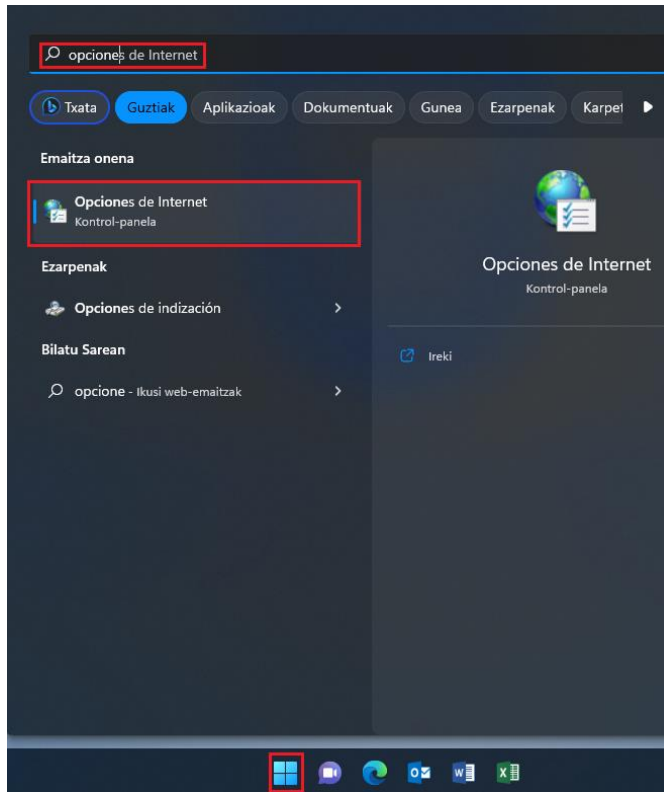 opciones de Internet
Txata Guztiak Aplikazioak Dokumentuak Gunea Ezarpenak
Emaitza onena
Opciones de Internet
Kontrol-panela
Ezarpenak
Opciones de indización
Bilatu Sarean
opcione - Ikusi web-emaitzak
Opciones de Internet
Kontrol-panela
Ireki